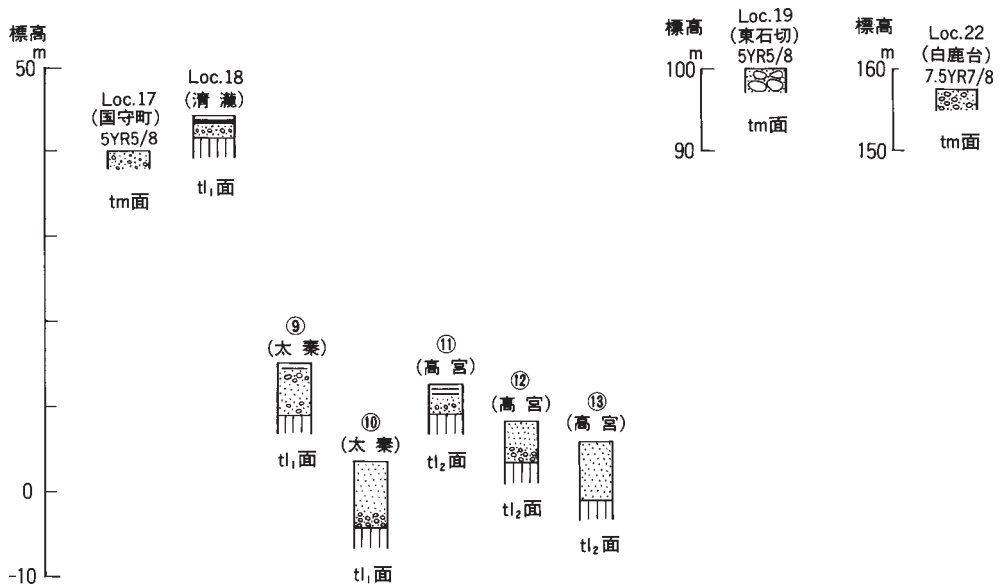 標高
m
50
0
-10
Loc.17
(国守町)
5YR5/8
tm面
Loc.18
(清 瀧)
tl₁面
⑨
(太 秦)
tl₁面
⑩
(太 秦)
tl₁面
⑪
(高 宮)
tl₂面
⑫
(高 宮)
tl₂面
⑬
(高 宮)
tl₂面
標高
m
100
90
Loc.19
(東石切)
5YR5/8
tm面
標高
m
160
150
Loc.22
(白鹿台)
7.5YR7/8
tm面